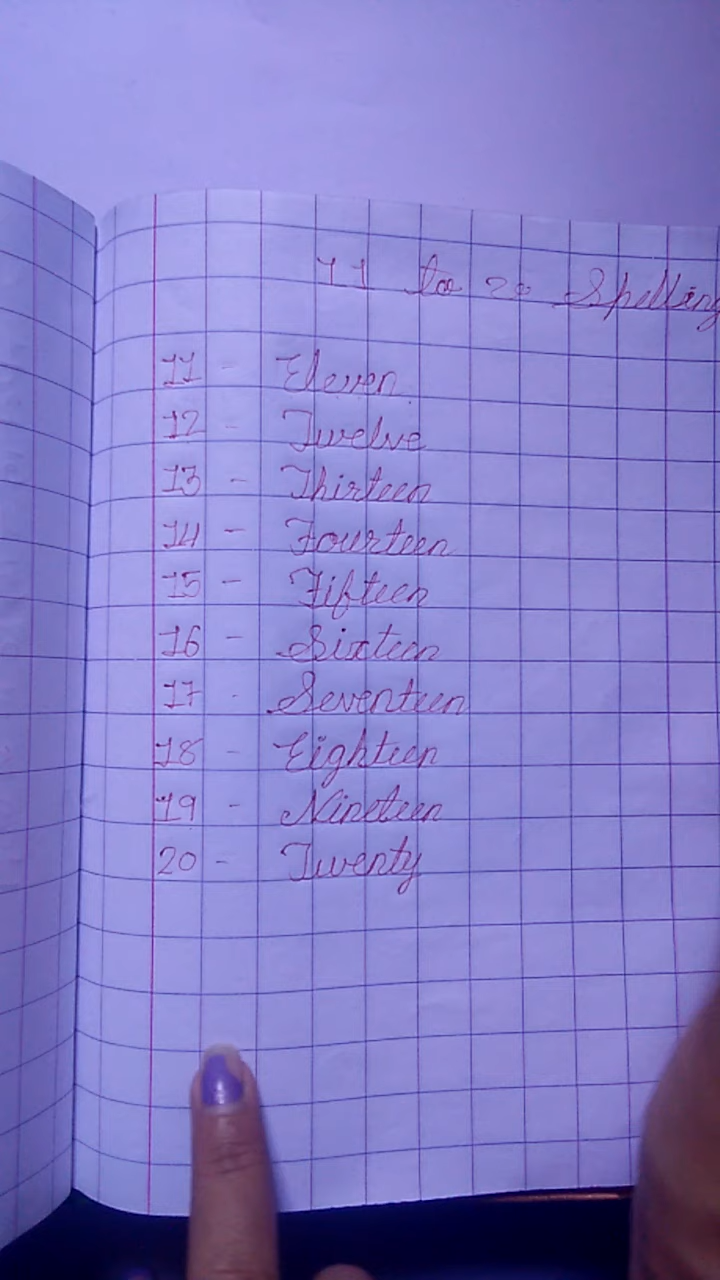 11 to 20 Spelling
11 - Eleven
12 - Twelve
13 - Thirteen
14 - Fourteen
15 - Fifteen
16 - Sixteen
17 - Seventeen
18 - Eighteen
19 - Nineteen
20 - Twenty